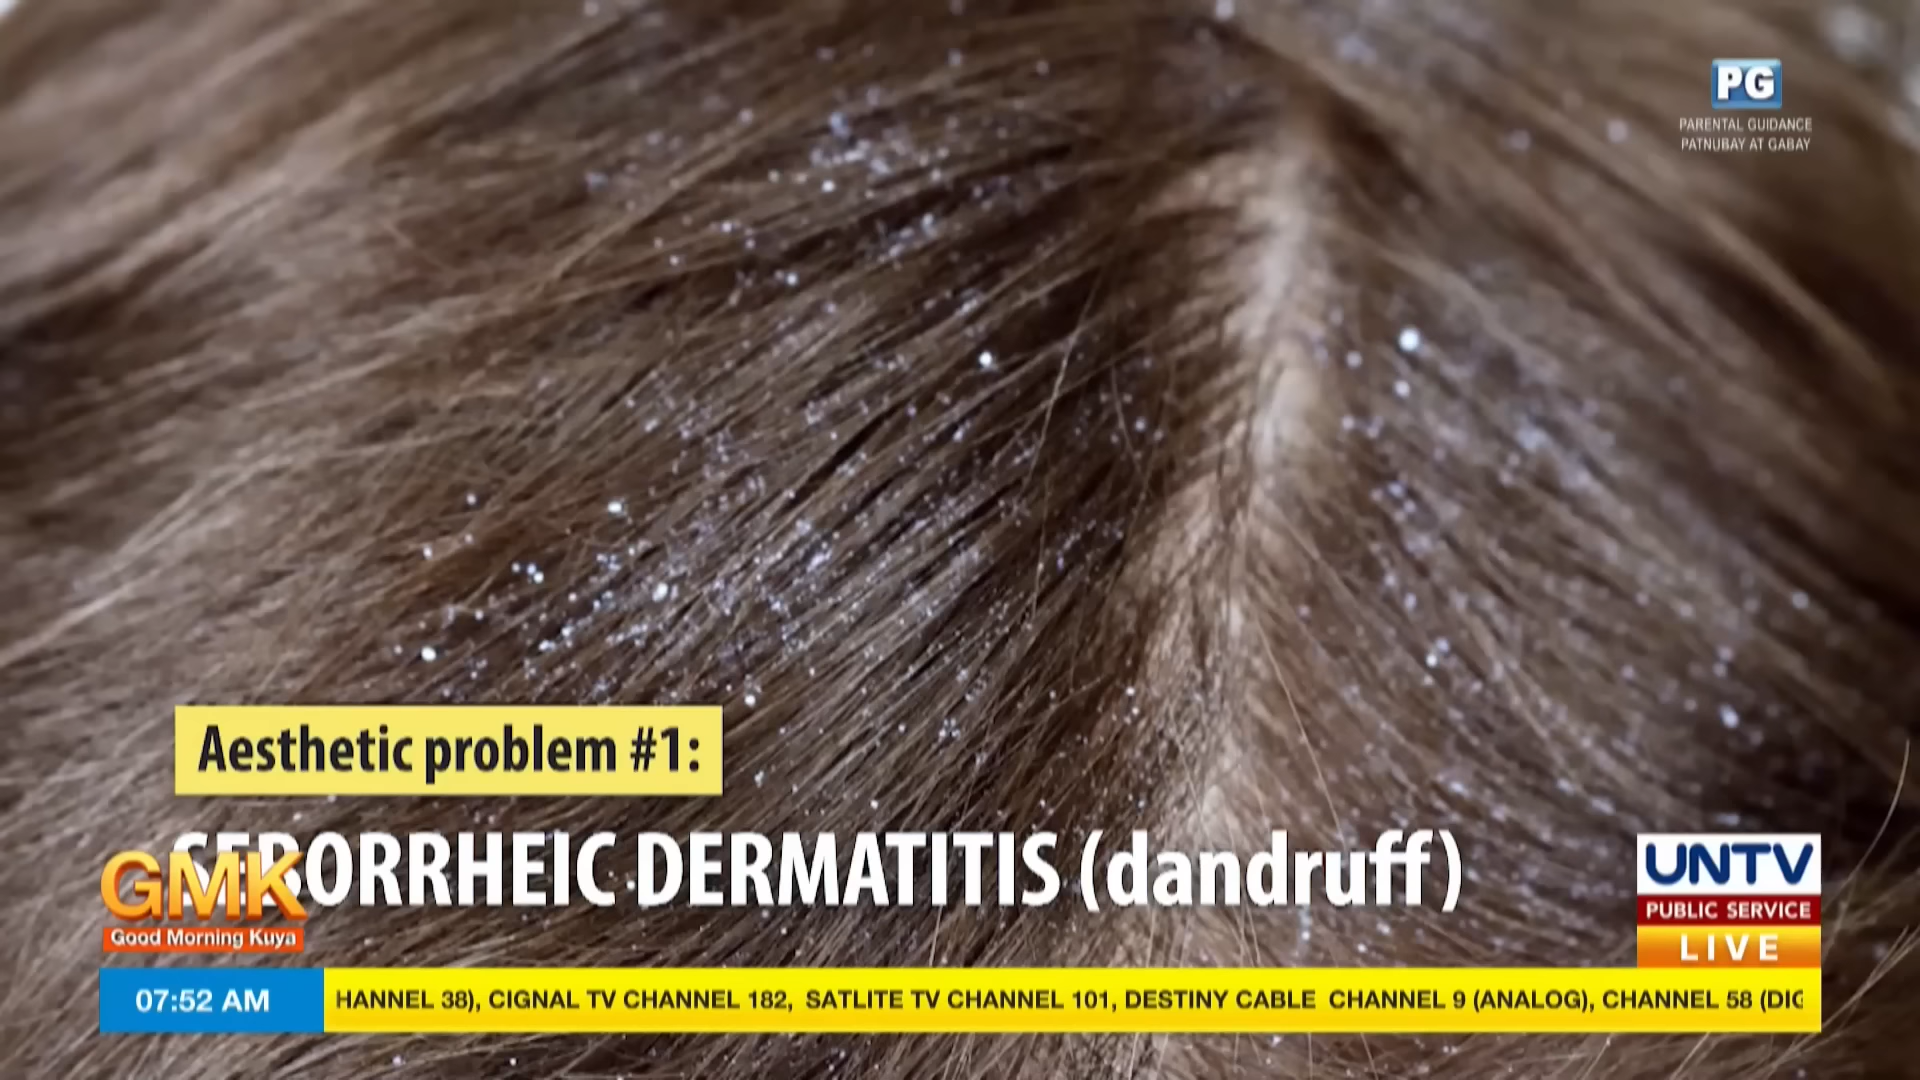 PG
PARENTAL GUIDANCE
PATNUBAY AT GABAY
Aesthetic problem #1:
SEBORRHEIC DERMATITIS (dandruff)
GMK
Good Morning Kuya
UNTV
PUBLIC SERVICE
LIVE
07:52 AM
HANNEL 38), CIGNAL TV CHANNEL 182, SATLITE TV CHANNEL 101, DESTINY CABLE CHANNEL 9 (ANALOG), CHANNEL 58 (DIG